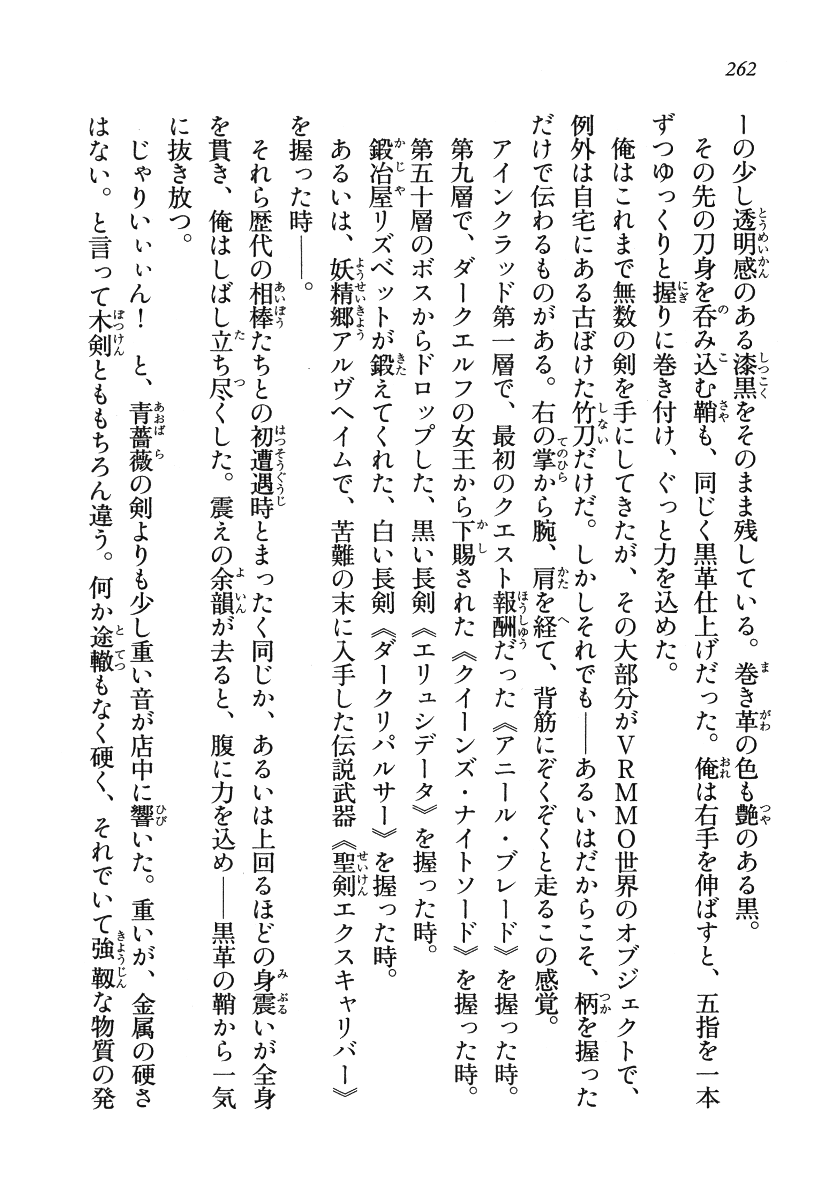 262
ーの少し透明感のある漆黒をそのまま残している。巻き革の色も艶のある黒。
その先の刀身を呑み込む鞘も、同じく黒革仕上げだった。俺は右手を伸ばすと、五指を一本
ずつゆっくりと握りに巻き付け、ぐっと力を込めた。
俺はこれまで無数の剣を手にしてきたが、その大部分がＶＲＭＭＯ世界のオブジェクトで、
例外は自宅にある古ぼけた竹刀だけだ。しかしそれでも――あるいはだからこそ、柄を握った
だけで伝わるものがある。右の掌から腕、肩を経て、背筋にぞくぞくと走るこの感覚。
アインクラッド第一層で、最初のクエスト報酬だった《アニール・ブレード》を握った時。
第九層で、ダークエルフの女王から下賜された《クイーンズ・ナイトソード》を握った時。
第五十層のボスからドロップした、黒い長剣《エリュシデータ》を握った時。
鍛冶屋リズベットが鍛えてくれた、白い長剣《ダークリパルサー》を握った時。
あるいは、妖精郷アルヴヘイムで、苦難の末に入手した伝説武器《聖剣エクスキャリバー》
を握った時――。
それら歴代の相棒たちとの初遭遇時とまったく同じか、あるいは上回るほどの身震いが全身
を貫き、俺はしばし立ち尽くした。震えの余韻が去ると、腹に力を込め――黒革の鞘から一気
に抜き放つ。
じゃりいぃぃん！　と、青薔薇の剣よりも少し重い音が店中に響いた。重いが、金属の硬さ
はない。と言って木剣とももちろん違う。何か途轍もなく硬く、それでいて強靱な物質の発